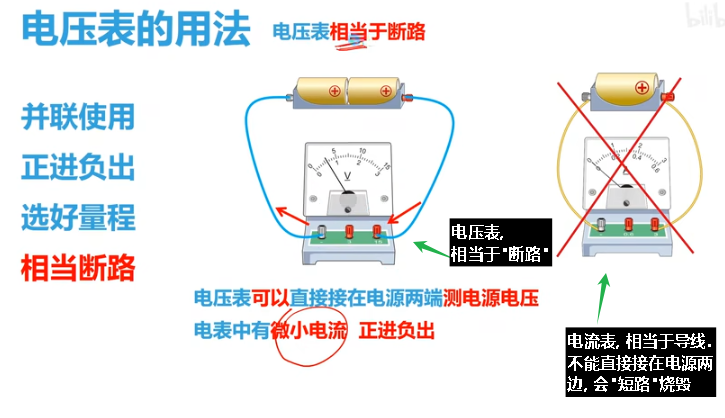 电压表的用法
电压表相当于断路
bilib
并联使用
正进负出
选好量程
相当断路
0 5 10 15
0 1 2 3
V
0 0.2 0.4 0.6
电压表,
相当于"断路"
电压表可以直接接在电源两端测电源电压
电表中有微小电流 正进负出
电流表, 相当于导线.
不能直接接在电源两
边, 会"短路"烧毁